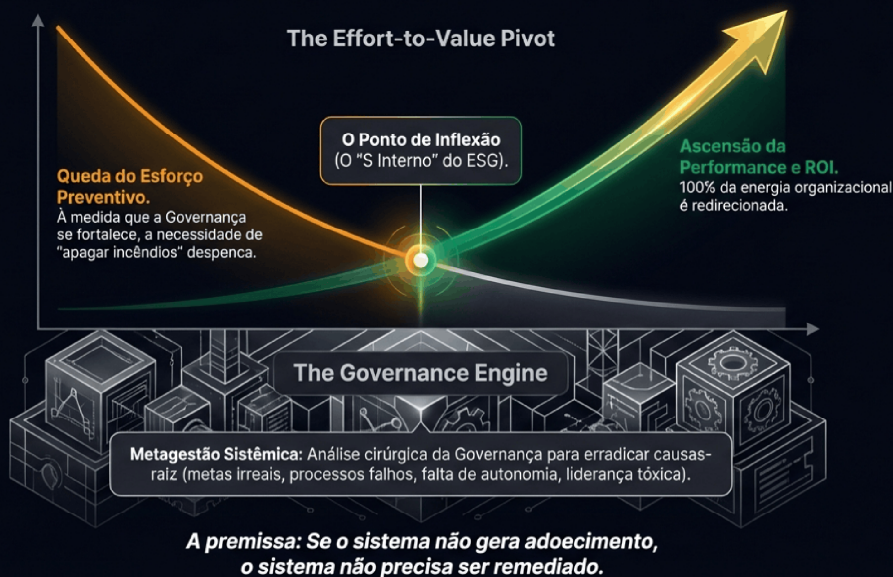 The Effort-to-Value Pivot
O Ponto de Inflexão
(O "S Interno" do ESG).
Queda do Esforço
Preventivo.
À medida que a Governança
se fortalece, a necessidade de
"apagar incêndios" despenca.
Ascensão da
Performance e ROI.
100% da energia organizacional
é redirecionada.
The Governance Engine
Metagestão Sistêmica: Análise cirúrgica da Governança para erradicar causas-
raiz (metas irreais, processos falhos, falta de autonomia, liderança tóxica).
A premissa: Se o sistema não gera adoecimento,
o sistema não precisa ser remediado.